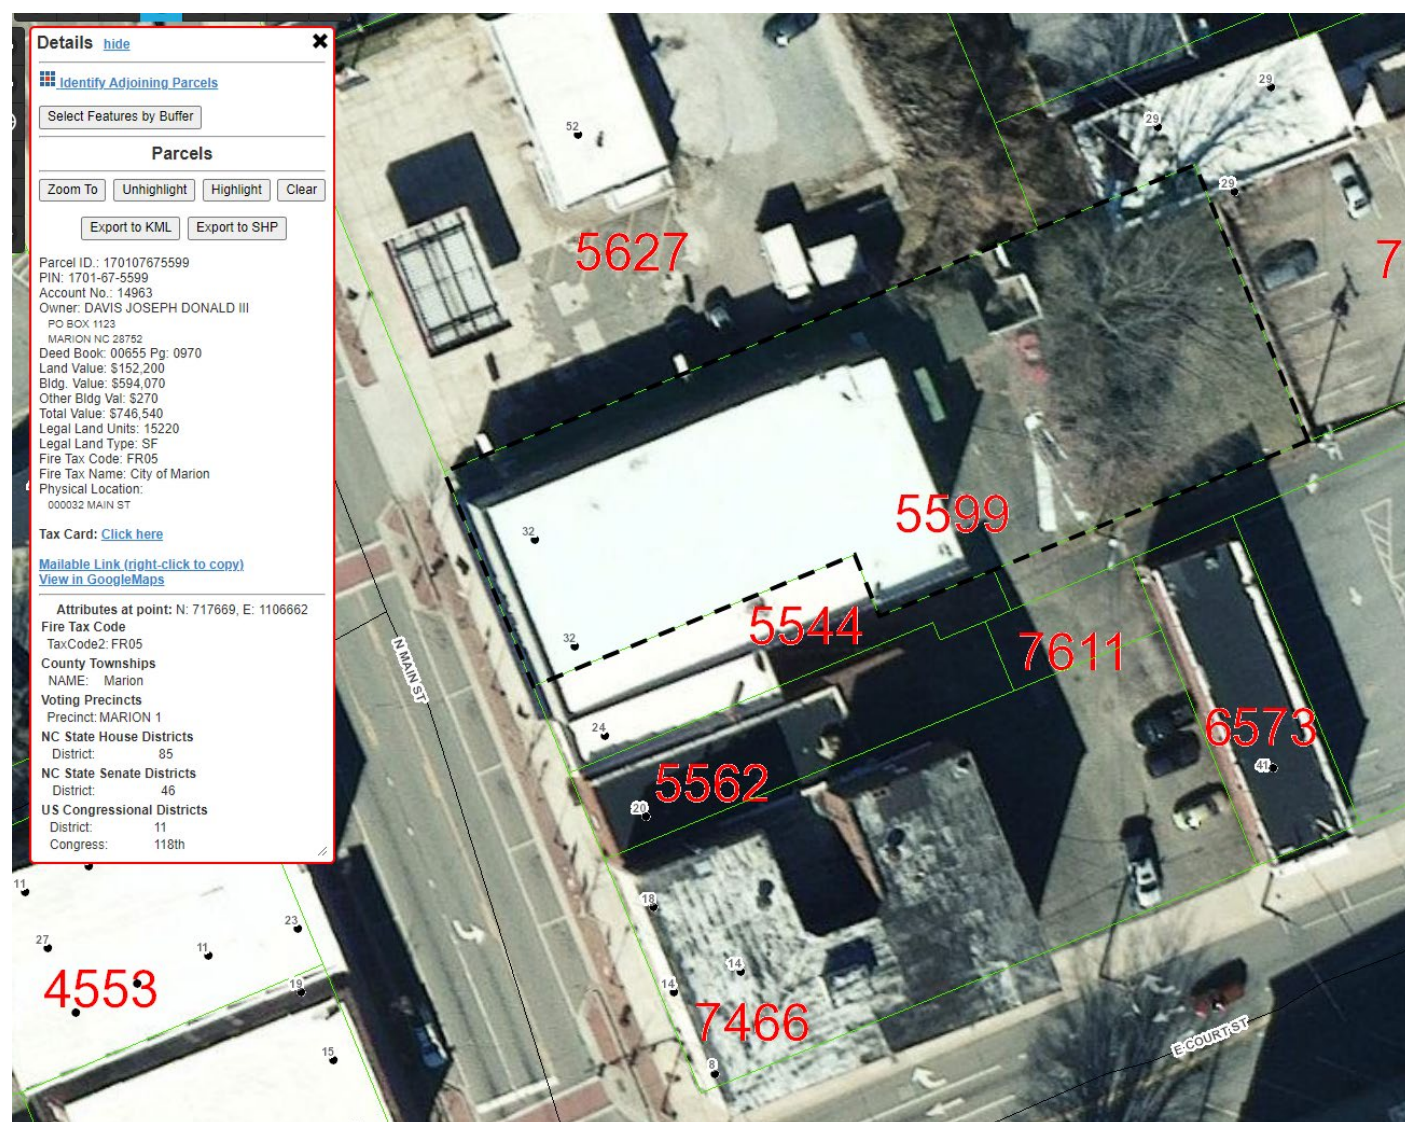 Details hide
Identify Adjoining Parcels
Select Features by Buffer
Parcels
Zoom To Unhighlight Highlight Clear
Export to KML Export to SHP
Parcel ID.: 170107675599
PIN: 1701-67-5599
Account No.: 14963
Owner: DAVIS JOSEPH DONALD III
PO BOX 1123
MARION NC 28752
Deed Book: 00655 Pg: 0970
Land Value: $152,200
Bldg. Value: $594,070
Other Bldg Val: $270
Total Value: $746,540
Legal Land Units: 15220
Legal Land Type: SF
Fire Tax Code: FR05
Fire Tax Name: City of Marion
Physical Location:
000032 MAIN ST
Tax Card: Click here
Mailable Link (right-click to copy)
View in GoogleMaps
Attributes at point: N: 717669, E: 1106662
Fire Tax Code
TaxCode2: FR05
County Townships
NAME: Marion
Voting Precincts
Precinct: MARION 1
NC State House Districts
District: 85
NC State Senate Districts
District: 46
US Congressional Districts
District: 11
Congress: 118th
29
52
29
29
5627
7
32
5599
32
5544
7611
N MAIN ST
24
6573
5562
41
20
11
18
23
27
11
14
4553
19
14
7466
15
8
E COURT ST